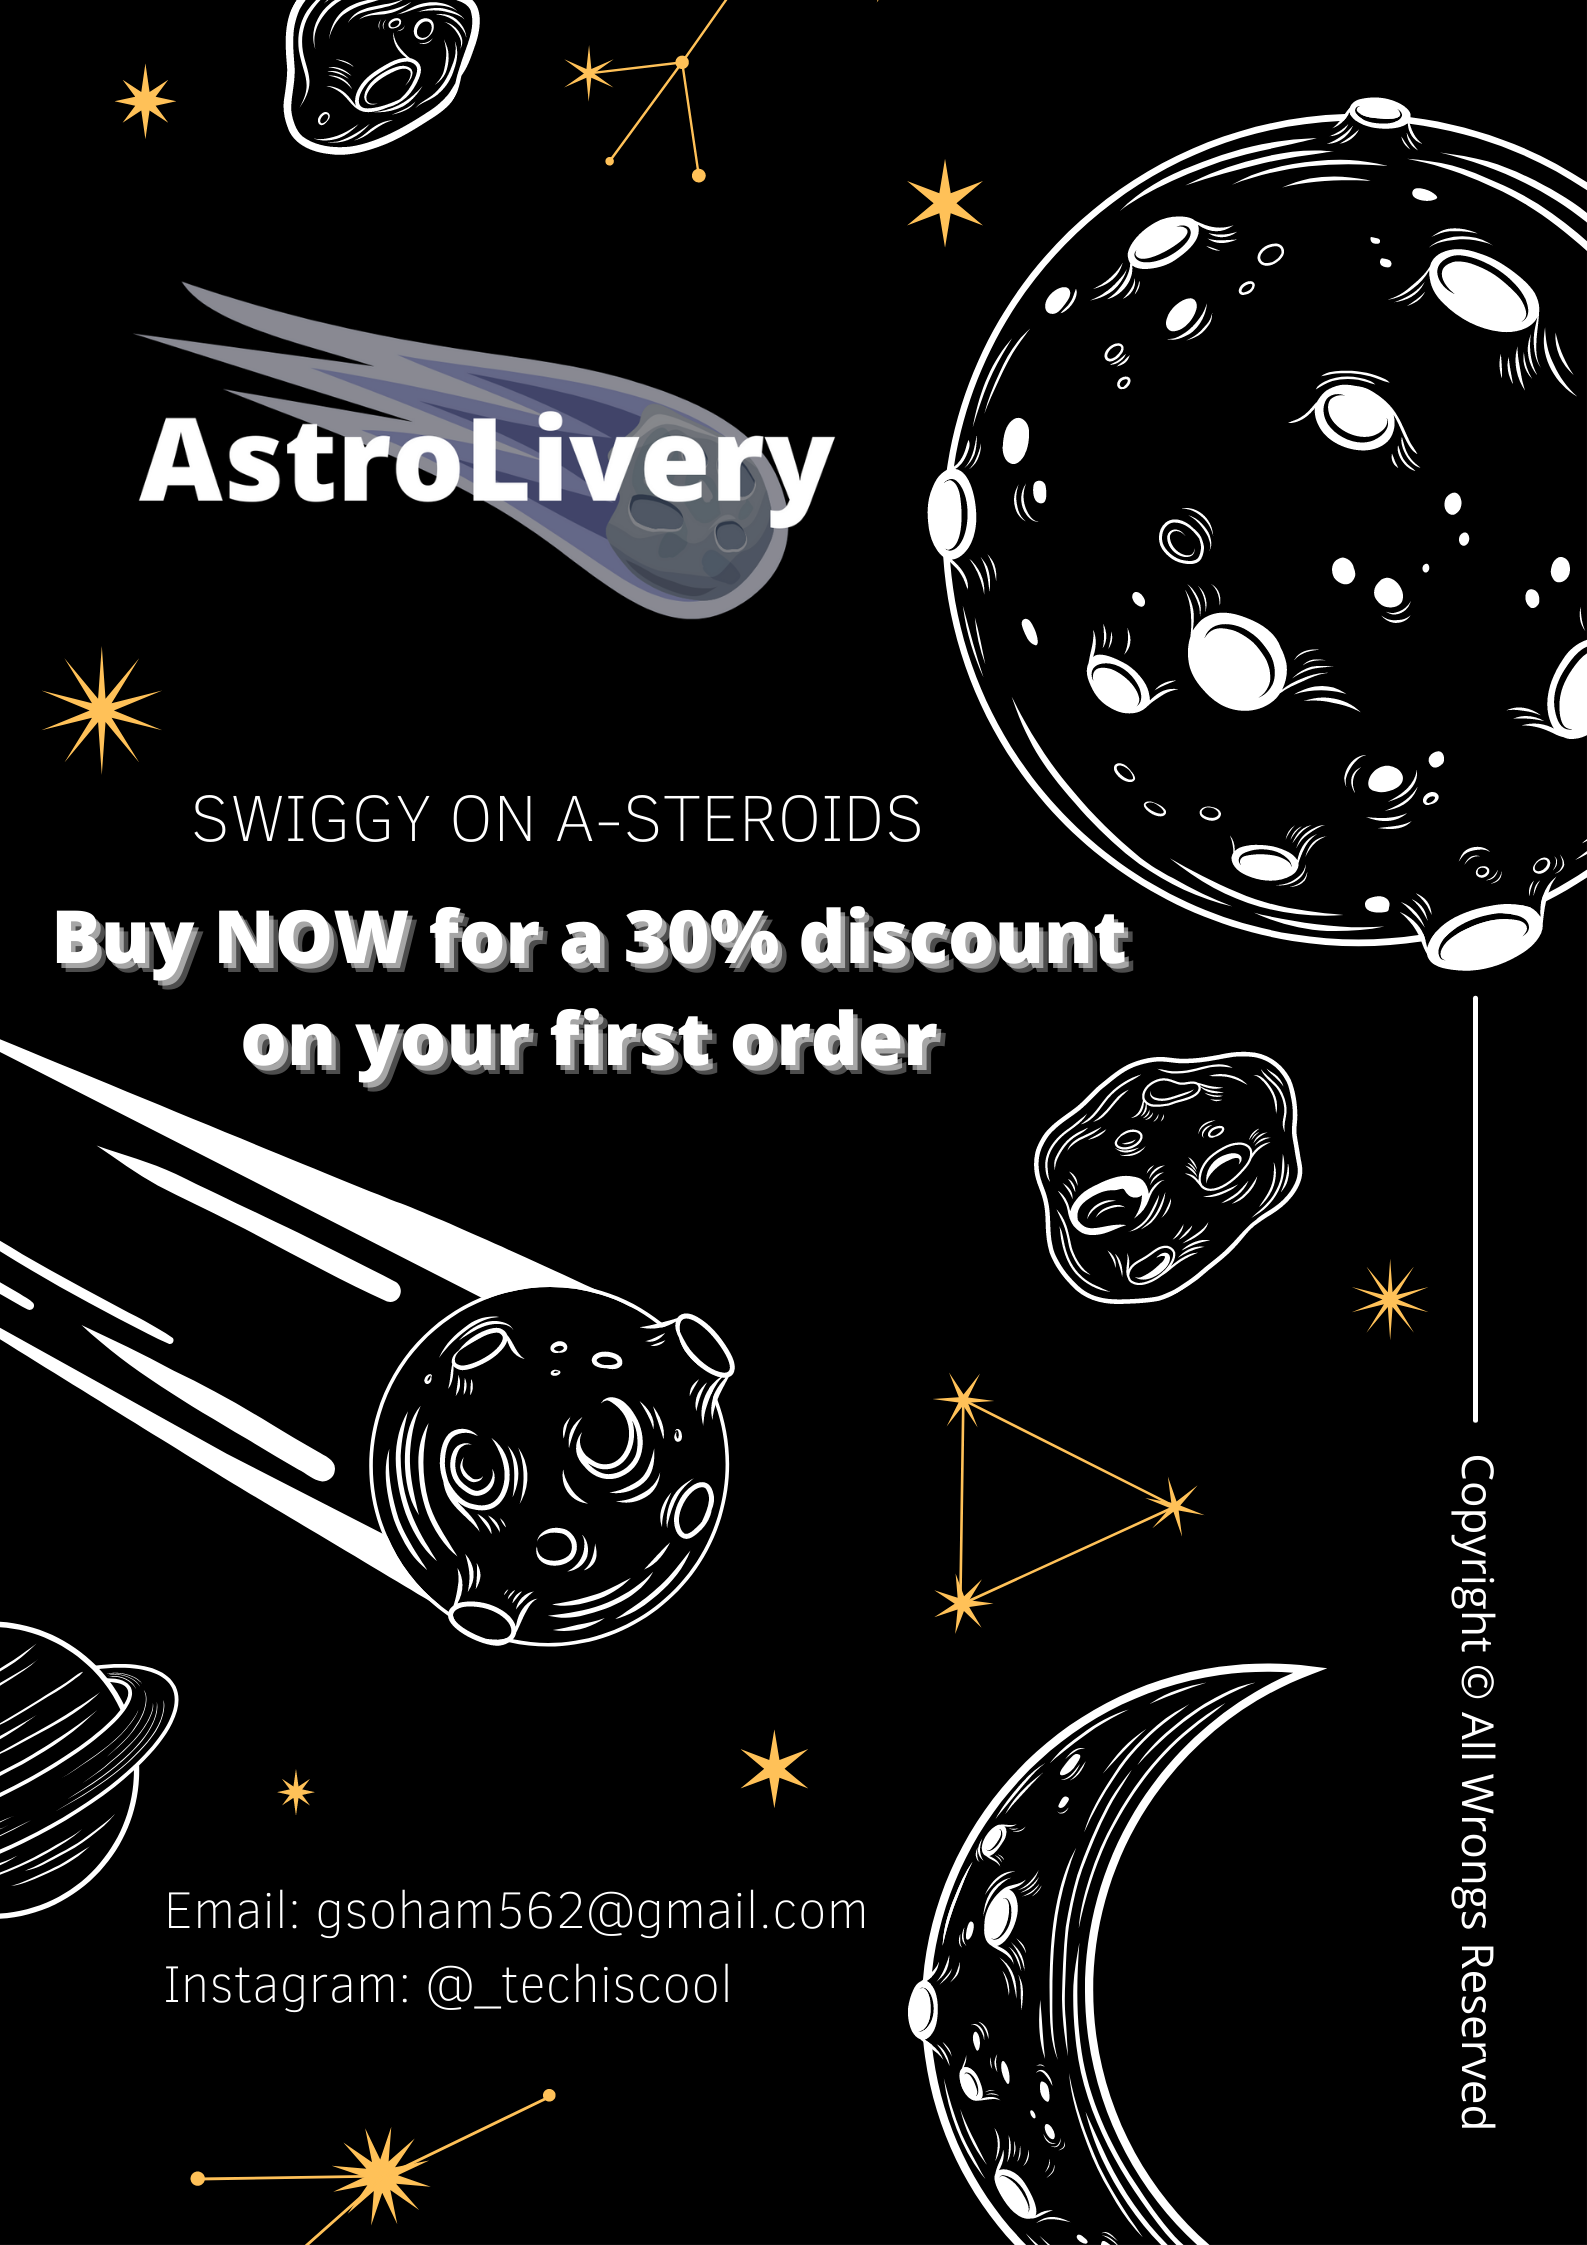 AstroLivery
SWIGGY ON A-STEROIDS
Buy NOW for a 30% discount
on your first order
Copyright © All Wrongs Reserved
Email: gsoham562@gmail.com
Instagram: @_techiscool